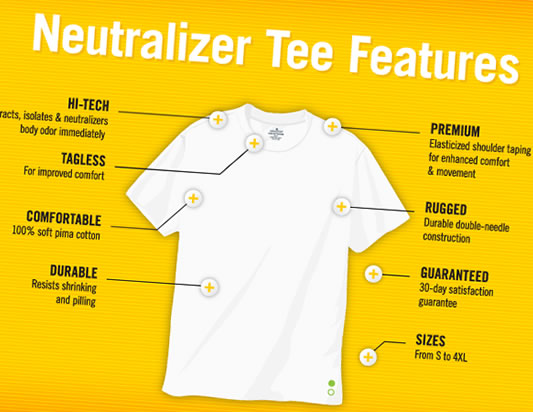 Neutralizer Tee Features
HI-TECH
racts, isolates & neutralizers
body odor immediately
TAGLESS
For improved comfort
COMFORTABLE
100% soft pima cotton
DURABLE
Resists shrinking
and pilling
PREMIUM
Elasticized shoulder taping
for enhanced comfort
& movement
RUGGED
Durable double-needle
construction
GUARANTEED
30-day satisfaction
guarantee
SIZES
From S to 4XL